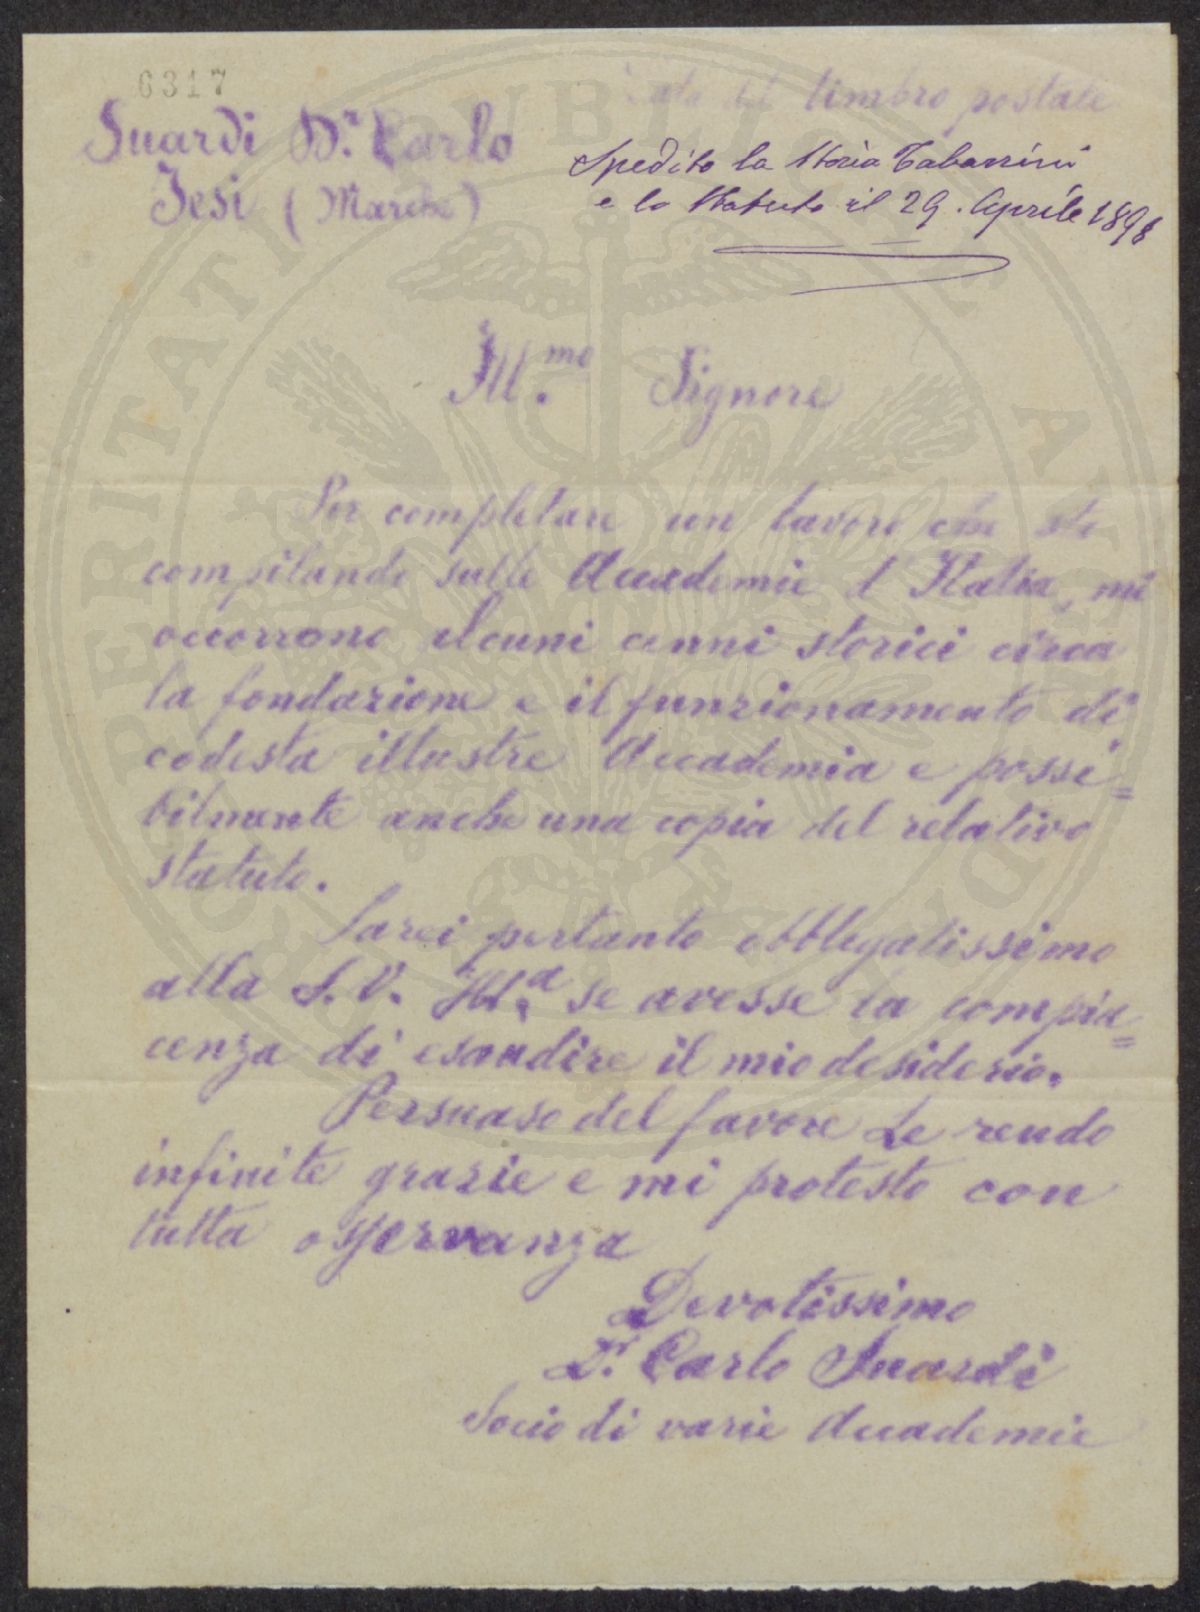 6317
Data del timbro postale
Suardi D.r Carlo
Jesi (Marche)
Spedito la Storia Tabarrini
e lo Statuto il 29. Aprile 1898
Ill.mo Signore
Per completare un lavoro che sto
compilando sulle Accademie d'Italia, mi
occorrono alcuni cenni storici circa
la fondazione e il funzionamento di
codesta illustre Accademia e possi=
bilmente anche una copia del relativo
statuto.
Sarei pertanto obbligatissimo
alla S.V. Ill.a se avesse la compia=
cenza di esaudire il mio desiderio.
Persuaso del favore Le rendo
infinite grazie e mi protesto con
tutta osservanza
Devotissimo
D.r Carlo Suardi
Socio di varie Accademie